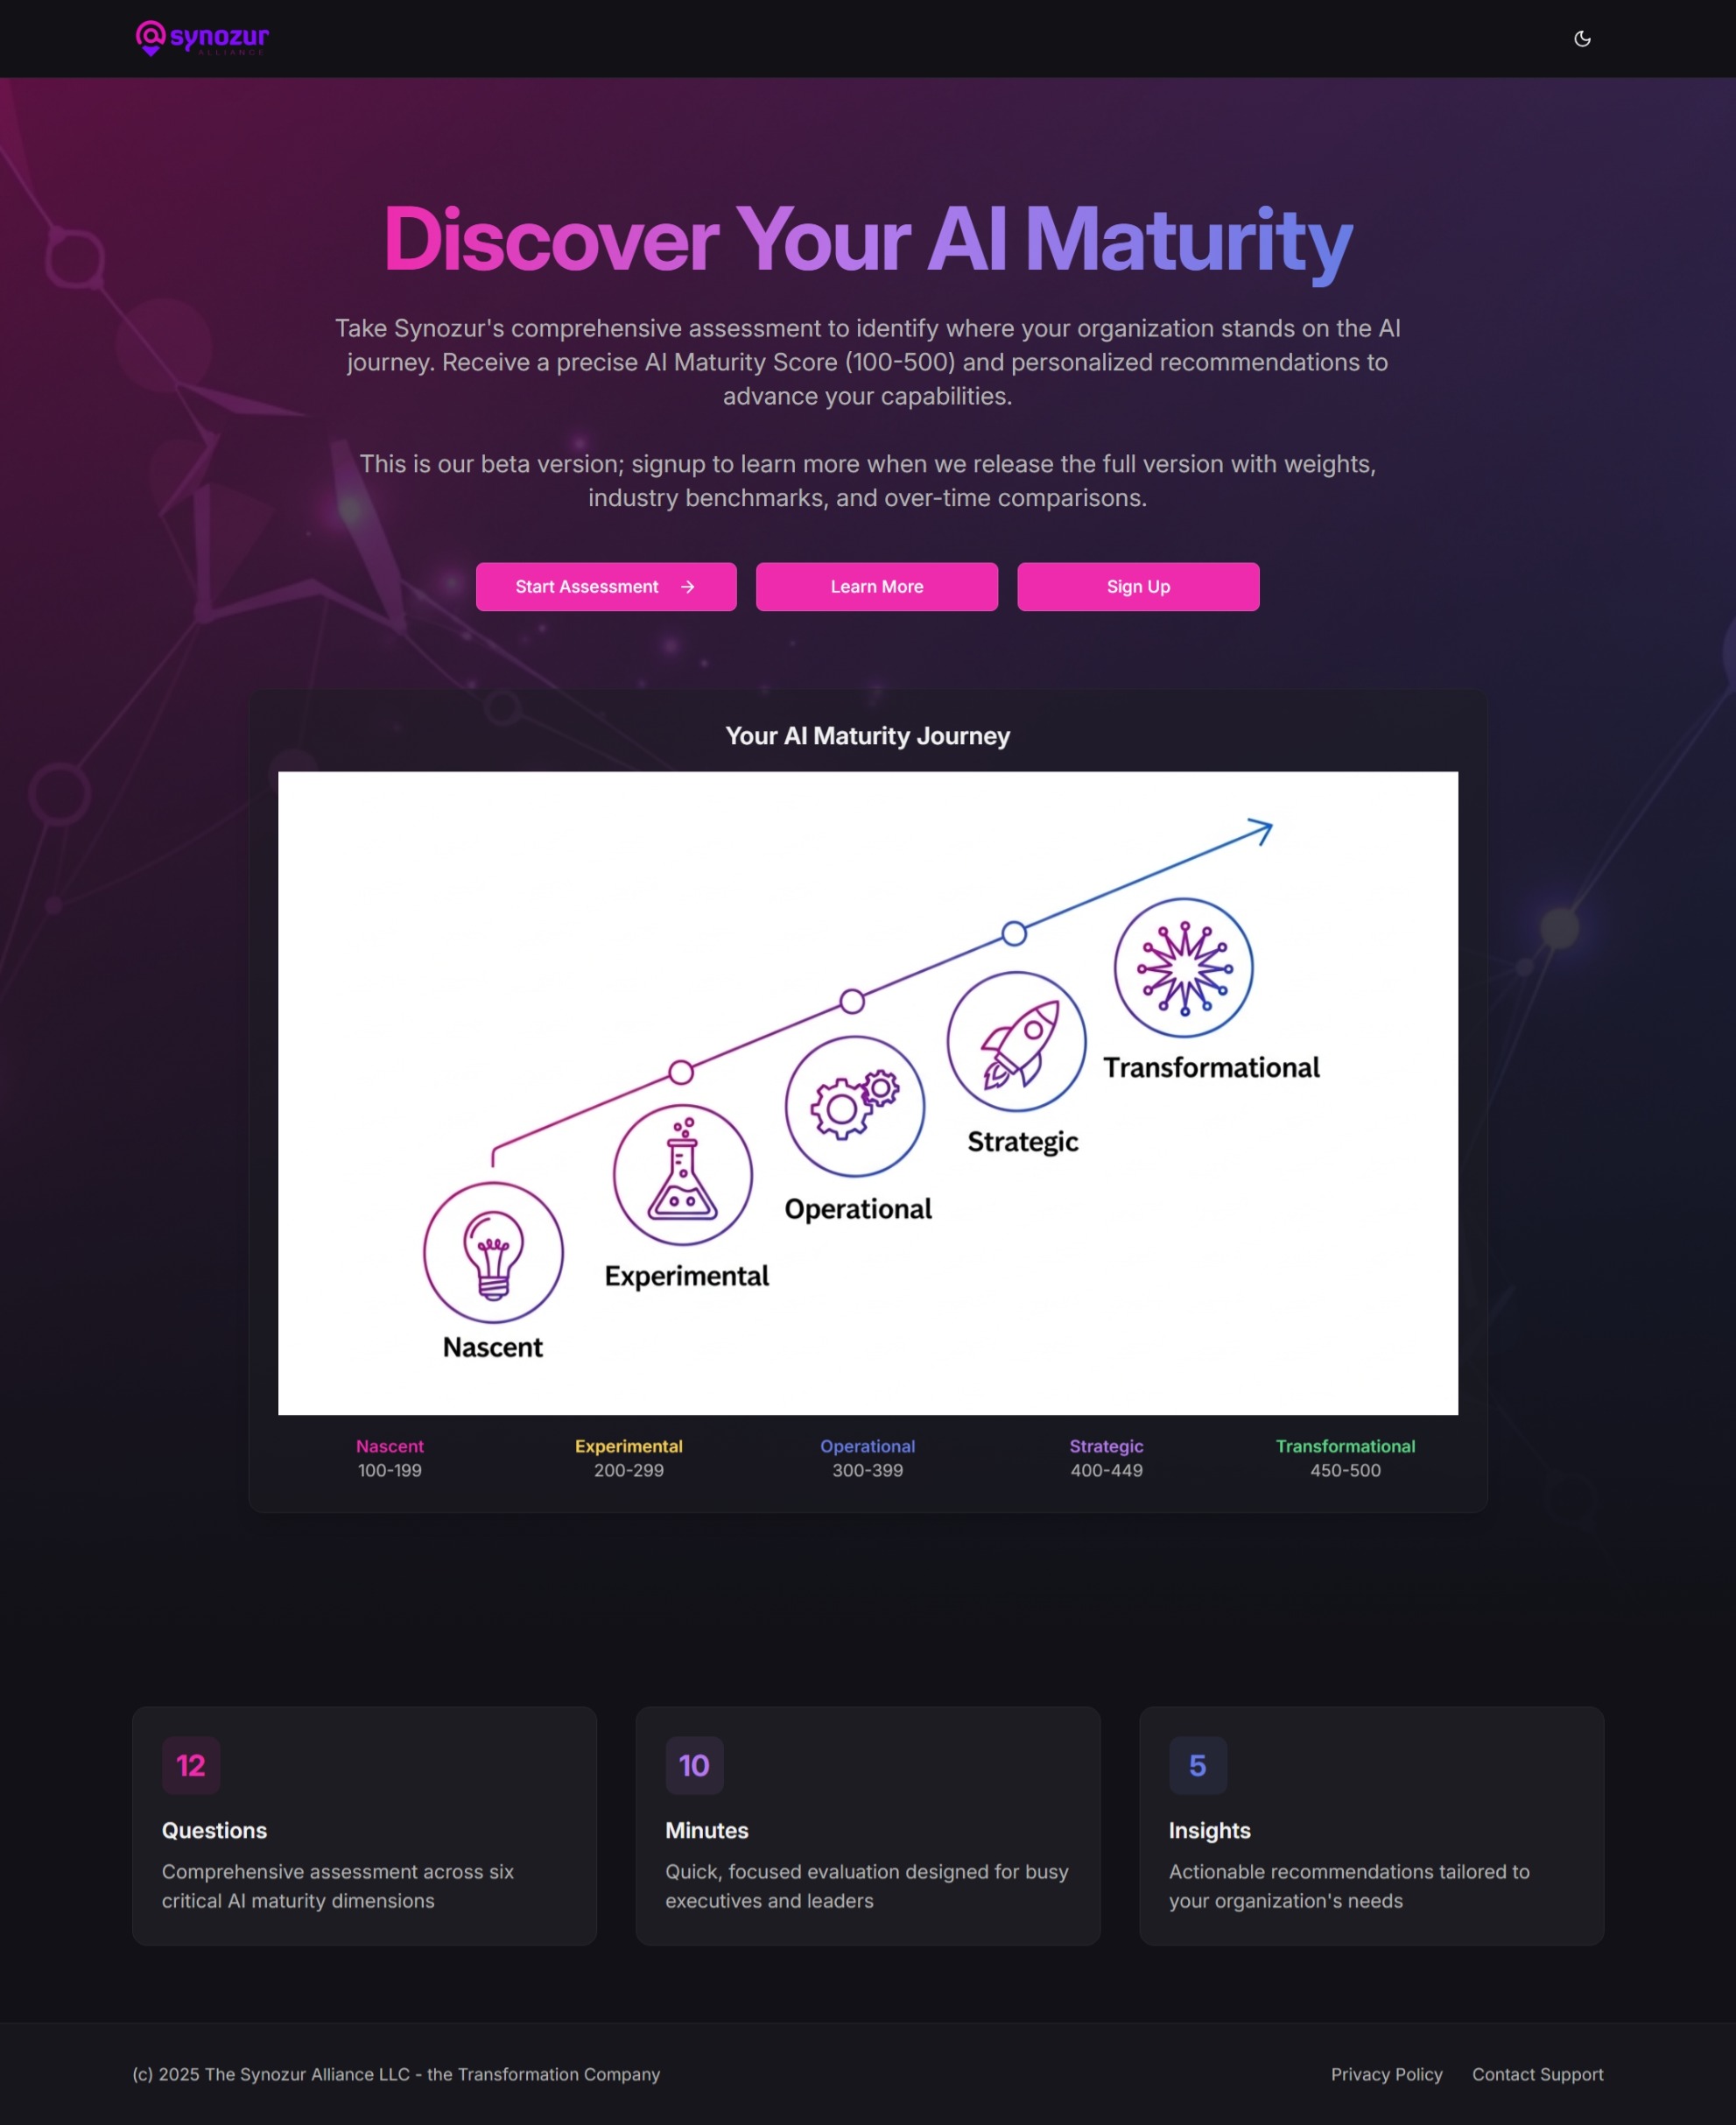 synozur
ALLIANCE
Discover Your AI Maturity
Take Synozur's comprehensive assessment to identify where your organization stands on the AI
journey. Receive a precise AI Maturity Score (100-500) and personalized recommendations to
advance your capabilities.
This is our beta version; signup to learn more when we release the full version with weights,
industry benchmarks, and over-time comparisons.
Start Assessment →
Learn More
Sign Up
Your AI Maturity Journey
Transformational
Strategic
Operational
Experimental
Nascent
Nascent
100-199
Experimental
200-299
Operational
300-399
Strategic
400-449
Transformational
450-500
12
Questions
Comprehensive assessment across six
critical AI maturity dimensions
10
Minutes
Quick, focused evaluation designed for busy
executives and leaders
5
Insights
Actionable recommendations tailored to
your organization's needs
(c) 2025 The Synozur Alliance LLC - the Transformation Company
Privacy Policy
Contact Support